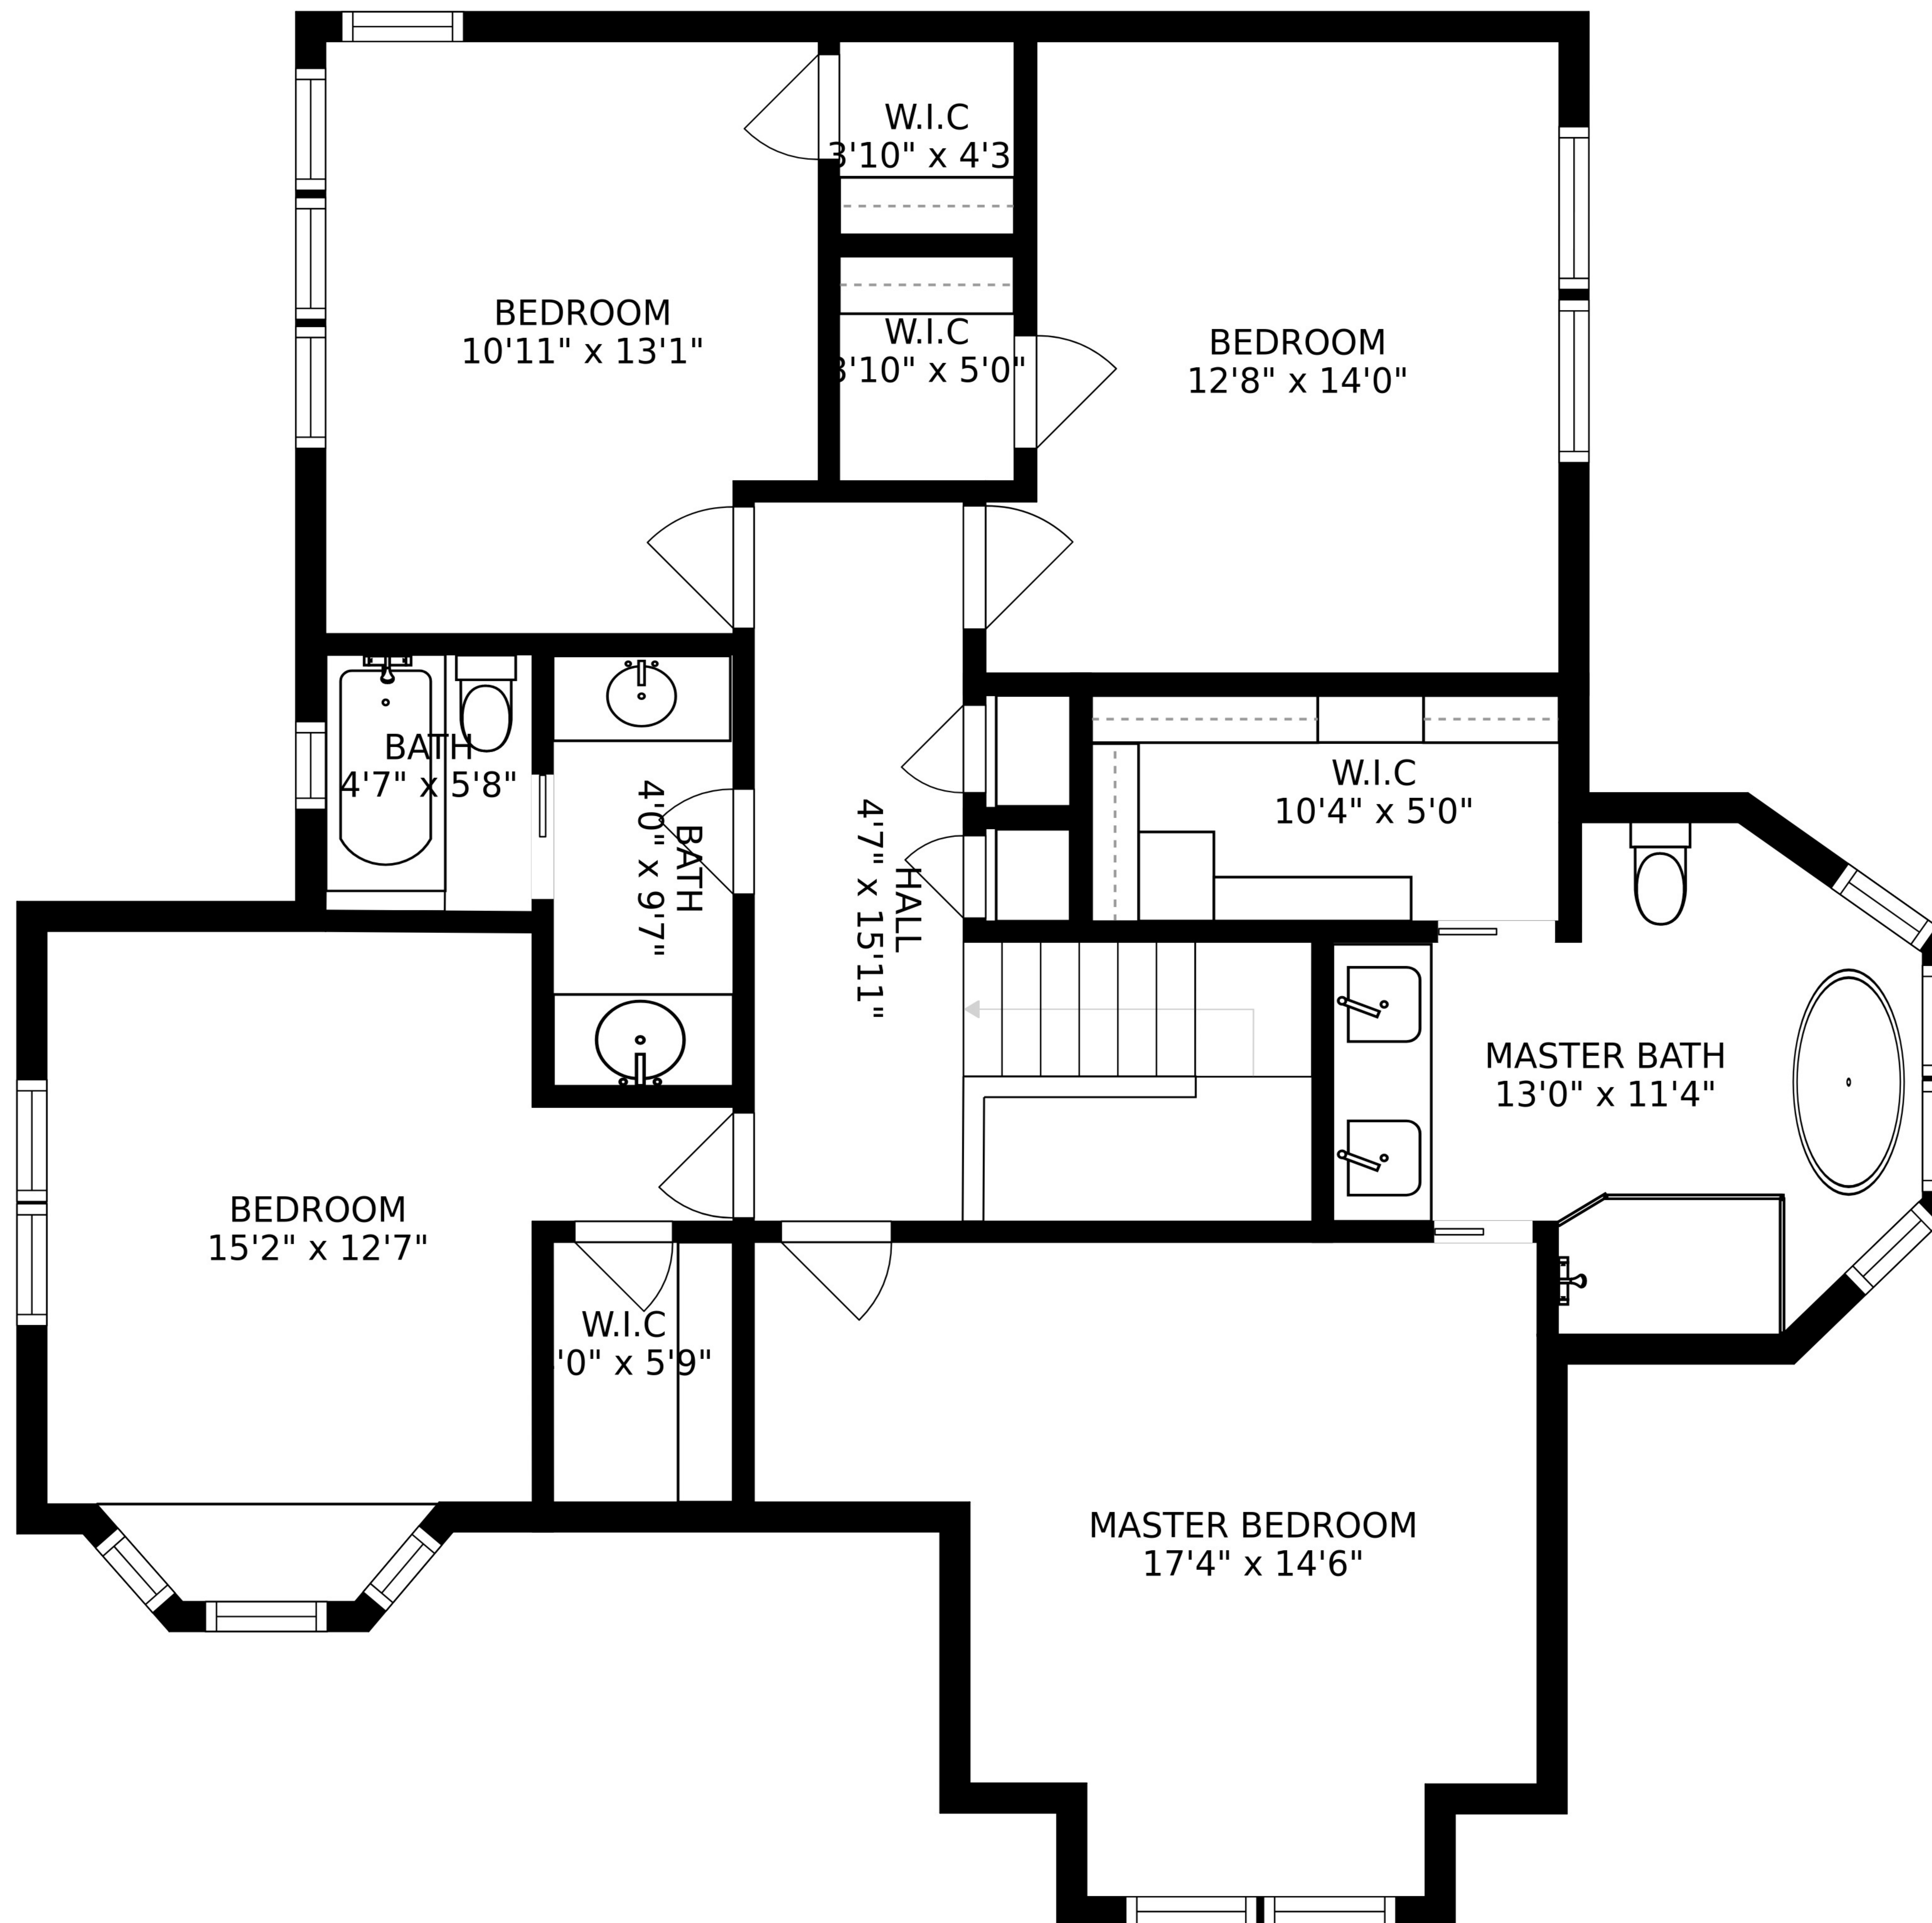 W.I.C
3'10" x 4'3
BEDROOM
10'11" x 13'1"
W.I.C
3'10" x 5'0"
BEDROOM
12'8" x 14'0"
BATH
4'7" x 5'8"
BATH
4'0" x 9'7"
HALL
4'7" x 15'11"
W.I.C
10'4" x 5'0"
MASTER BATH
13'0" x 11'4"
BEDROOM
15'2" x 12'7"
W.I.C
'0" x 5'9"
MASTER BEDROOM
17'4" x 14'6"